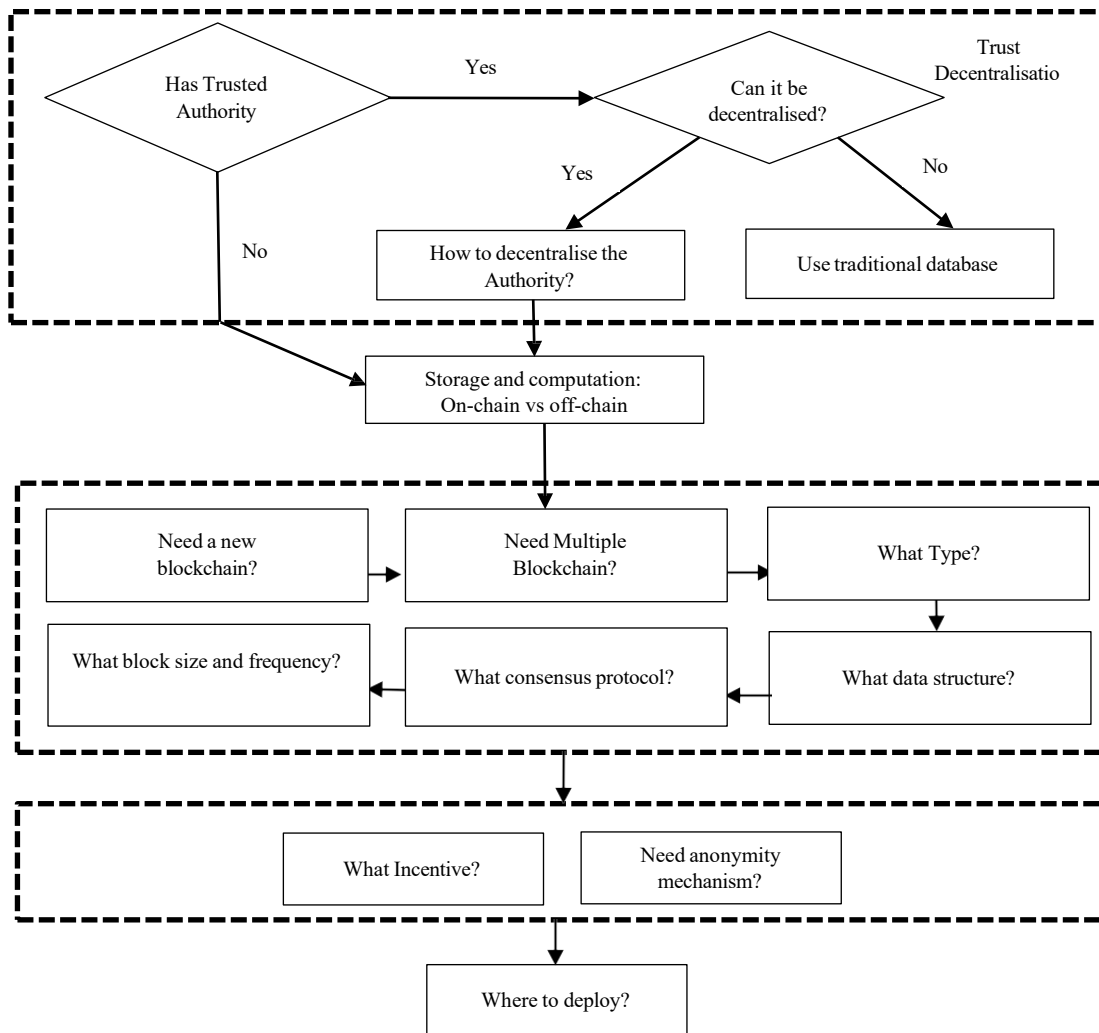 Has Trusted
Authority
Yes
Can it be
decentralised?
Trust
Decentralisatio
Yes
No
No
How to decentralise the
Authority?
Use traditional database
Storage and computation:
On-chain vs off-chain
Need a new
blockchain?
Need Multiple
Blockchain?
What Type?
What block size and frequency?
What consensus protocol?
What data structure?
What Incentive?
Need anonymity
mechanism?
Where to deploy?